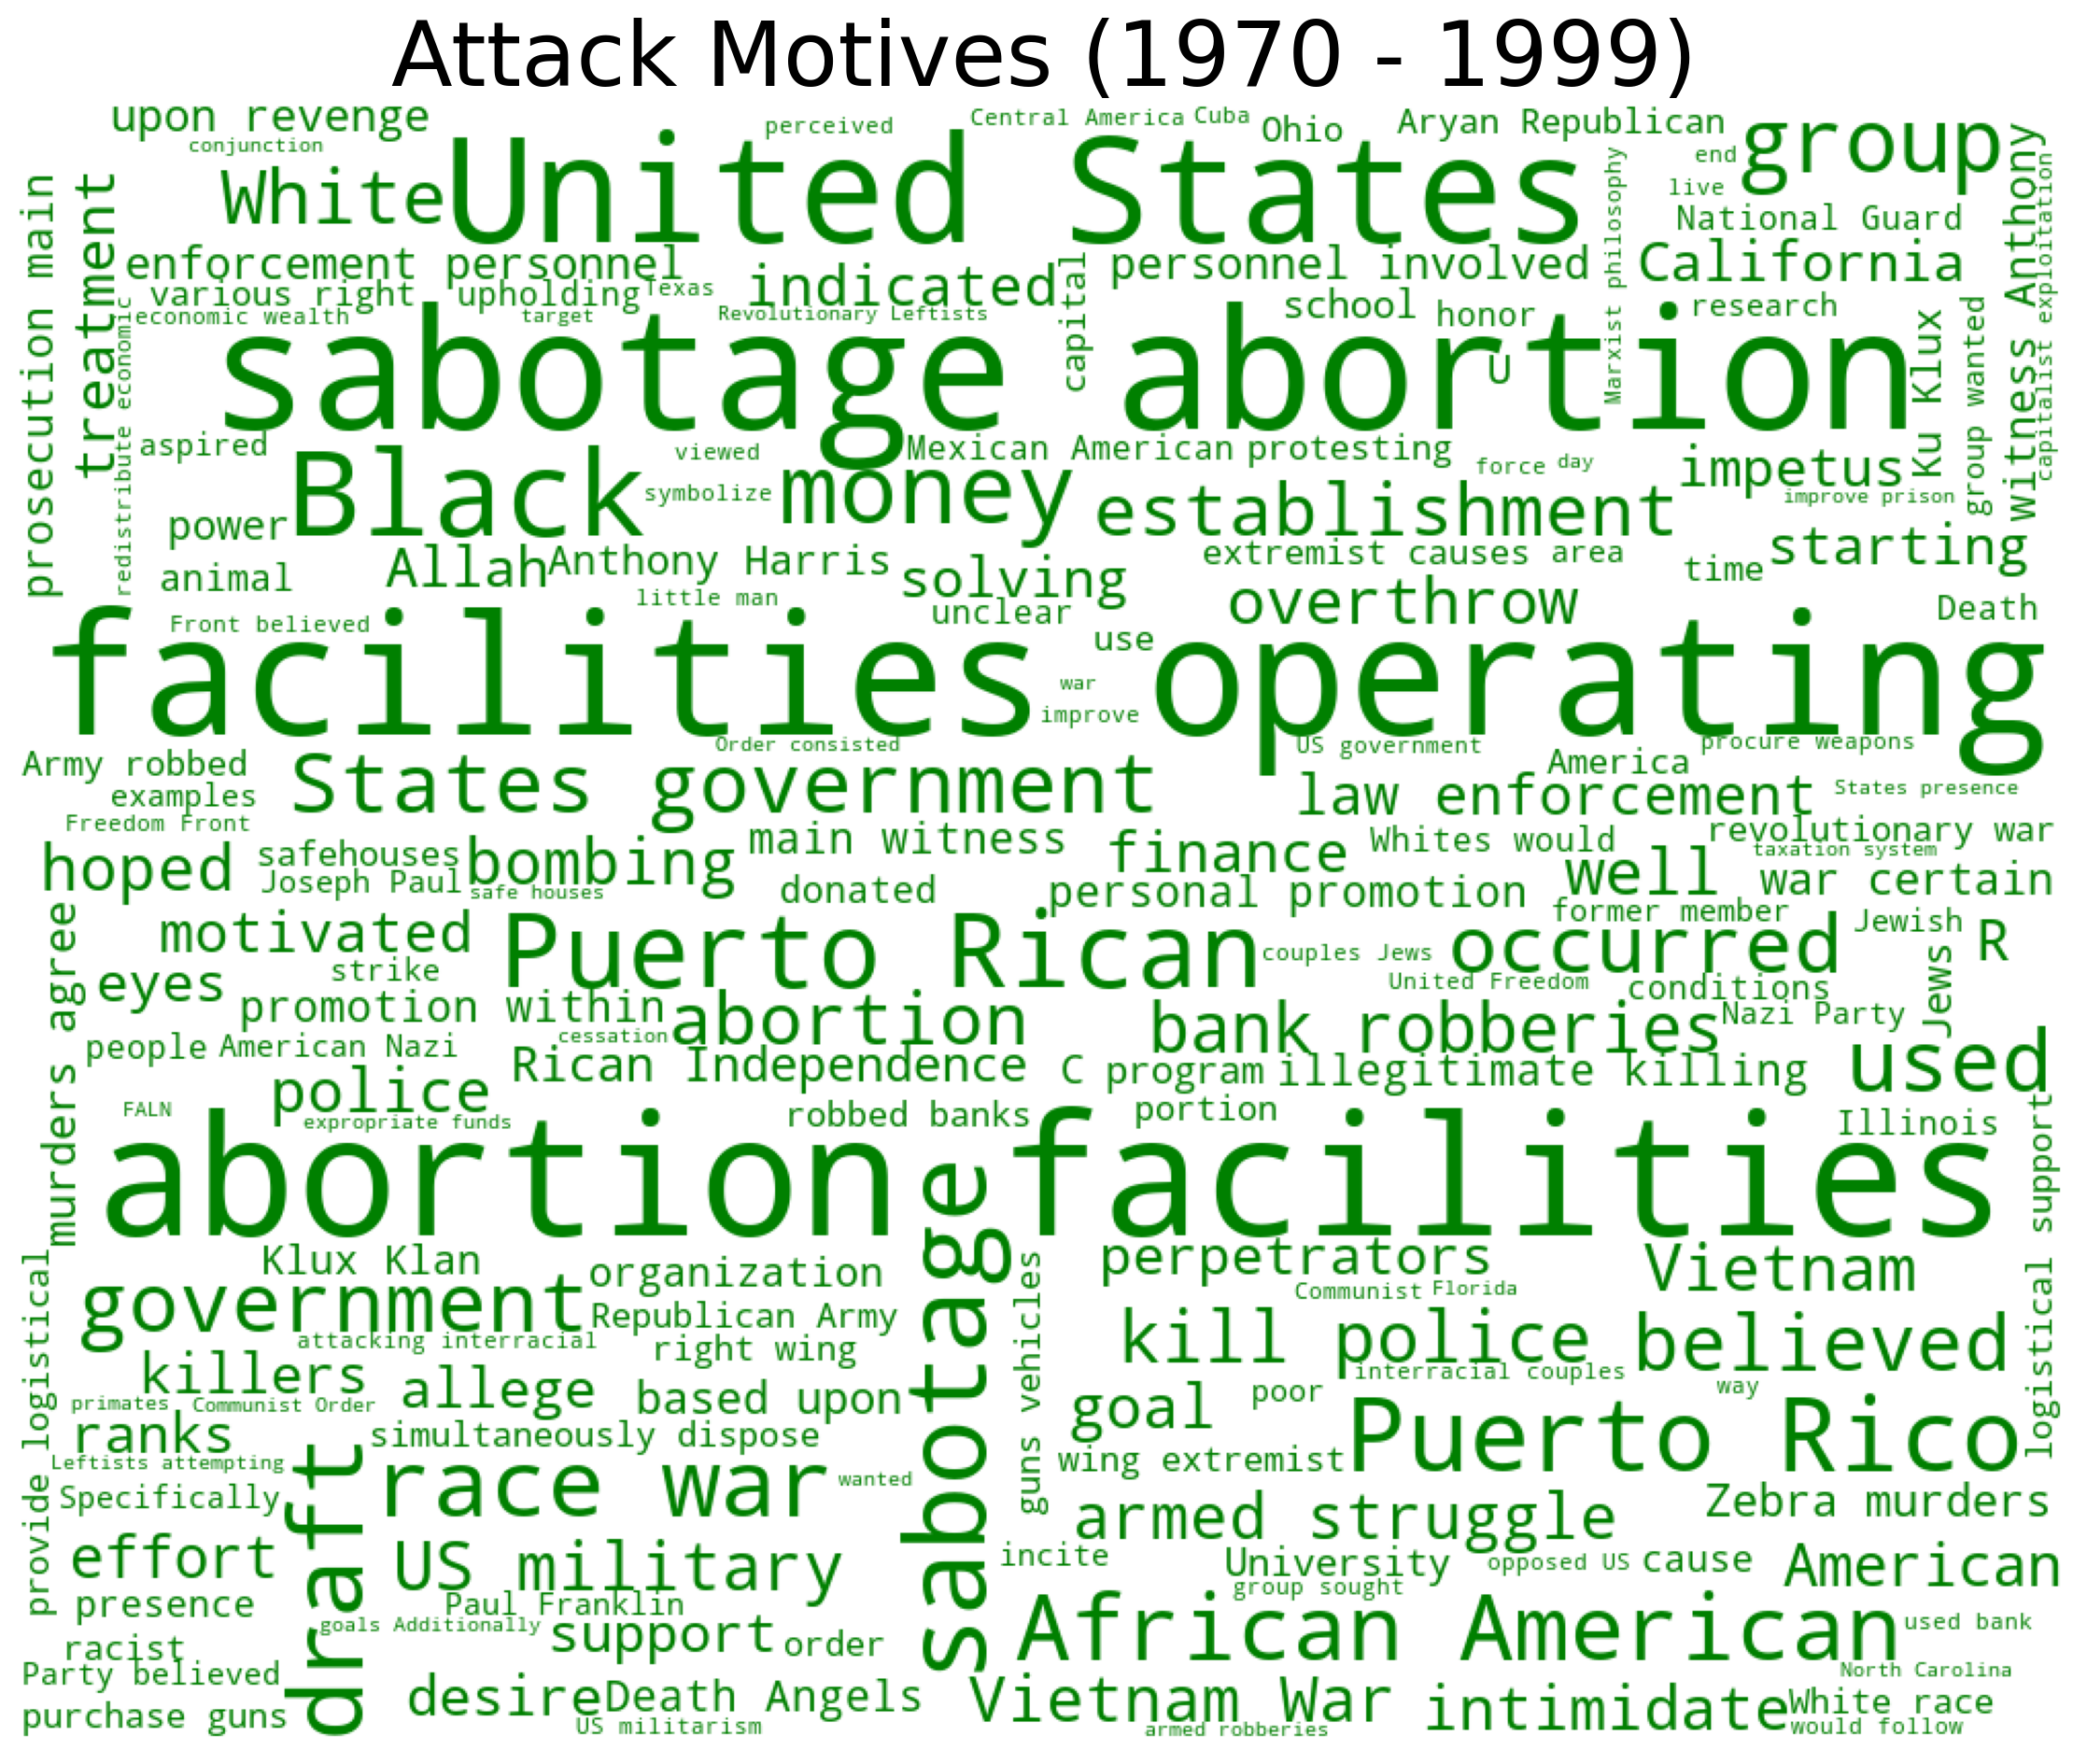 Attack Motives (1970 - 1999)
upon revenge
conjunction
perceived
Central America
Cuba
Ohio
Aryan Republican
end
group
live
White
United States
Marxist philosophy
National Guard
witness Anthony
capitalist exploitation
prosecution main
treatment
enforcement personnel
indicated
capital
personnel involved
California
various right
upholding
Texas
school
honor
research
economic wealth
target
Revolutionary Leftists
redistribute economic
sabotage abortion
U
Ku Klux
group wanted
aspired
Black
viewed
Mexican American
protesting
force
day
impetus
symbolize
money
establishment
improve prison
power
Allah
Anthony Harris
solving
extremist causes
area
starting
animal
little man
unclear
overthrow
time
Death
Front believed
use
facilities operating
war
improve
Order consisted
US government
procure weapons
Army robbed
States government
America
examples
law enforcement
States presence
Freedom Front
main witness
finance
Whites would
revolutionary war
taxation system
hoped
safehouses
bombing
Joseph Paul
safe houses
donated
personal promotion
well
war certain
former member
murders agree
motivated
Puerto Rican
couples Jews
occurred
Jewish
R
eyes
strike
United Freedom
conditions
Jews
promotion within
cessation
abortion
bank robberies
Nazi Party
people
American Nazi
Rican Independence
C
program
illegitimate killing
used
FALN
police
expropriate funds
robbed banks
portion
Illinois
abortion facilities
sabotage
logistical support
Klux Klan
organization
guns vehicles
perpetrators
Vietnam
provide logistical
government
Republican Army
Communist
Florida
attacking interracial
right wing
kill police
believed
killers
allege
based upon
interracial couples
primates
Communist Order
goal
poor
way
ranks
simultaneously dispose
Puerto Rico
Leftists attempting
draft
race war
wanted
wing extremist
Specifically
armed struggle
Zebra murders
effort
US military
incite
University
opposed US
cause
American
presence
Paul Franklin
group sought
goals Additionally
support
order
African American
used bank
racist
Party believed
North Carolina
desire
Death Angels
Vietnam War
intimidate
White race
purchase guns
US militarism
armed robberies
would follow